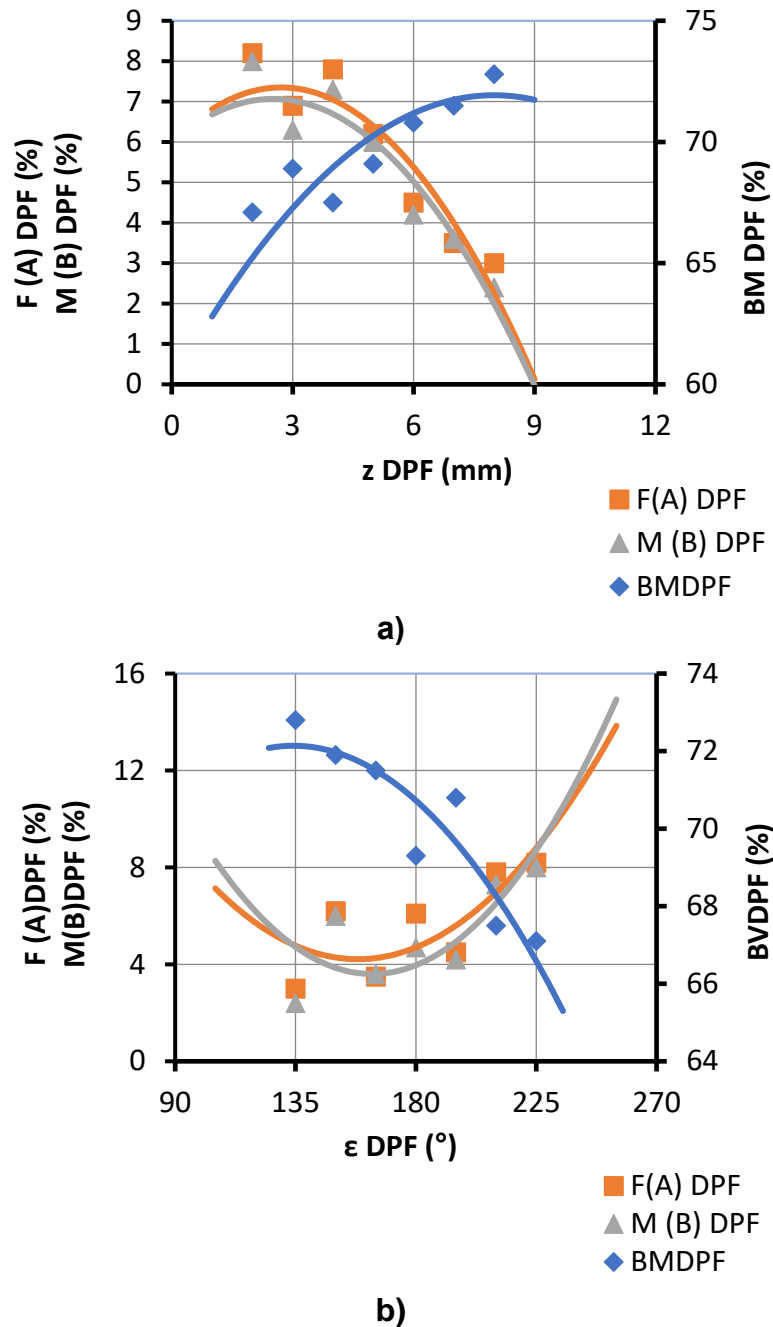 9
8
7
6
5
4
3
2
1
0
F (A) DPF (%)
M (B) DPF (%)
75
70
65
60
BM DPF (%)
0 3 6 9 12
z DPF (mm)
F(A) DPF
M (B) DPF
BMDPF
a)
16
12
8
4
0
F (A)DPF (%)
M(B)DPF (%)
74
72
70
68
66
64
BVDPF (%)
90 135 180 225 270
ε DPF (°)
F(A) DPF
M (B) DPF
BMDPF
b)